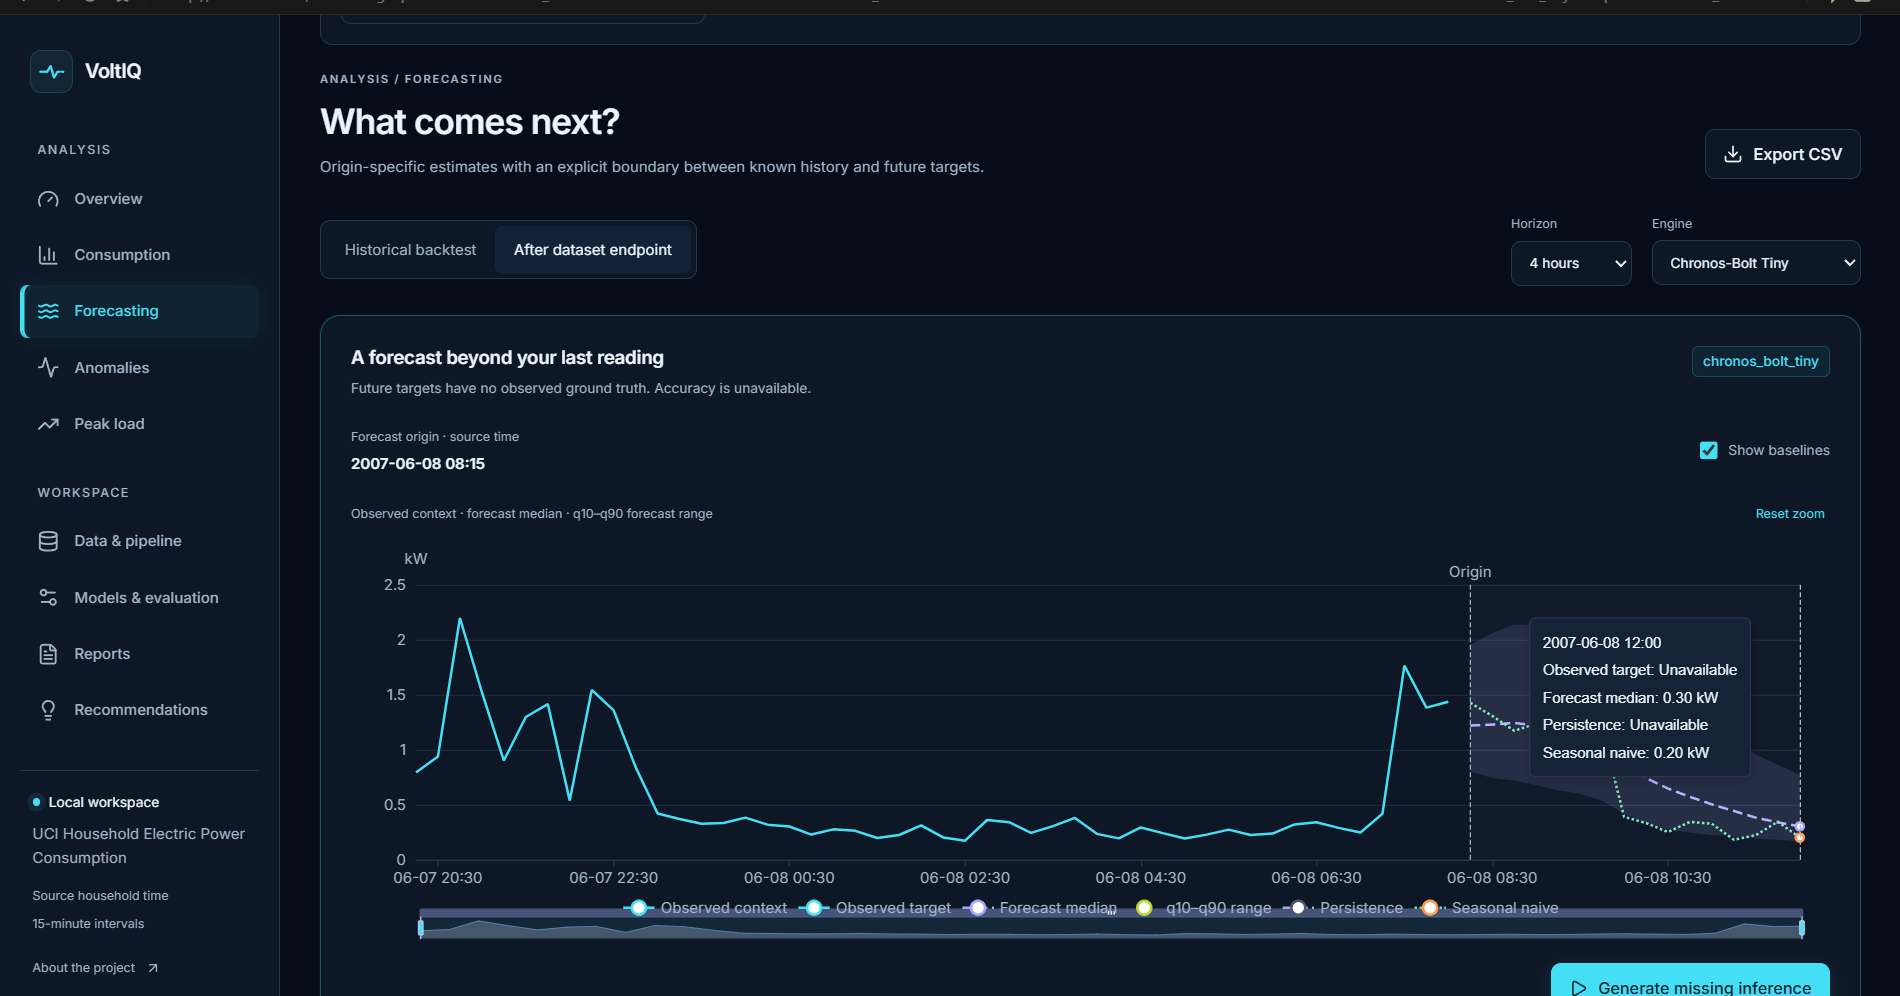 VoltIQ
ANALYSIS
Overview
Consumption
Forecasting
Anomalies
Peak load
WORKSPACE
Data & pipeline
Models & evaluation
Reports
Recommendations
Local workspace
UCI Household Electric Power
Consumption
Source household time
15-minute intervals
About the project
ANALYSIS / FORECASTING
What comes next?
Origin-specific estimates with an explicit boundary between known history and future targets.
Export CSV
Historical backtest
After dataset endpoint
Horizon
4 hours
Engine
Chronos-Bolt Tiny
A forecast beyond your last reading
chronos_bolt_tiny
Future targets have no observed ground truth. Accuracy is unavailable.
Forecast origin · source time
2007-06-08 08:15
Show baselines
Observed context · forecast median · q10–q90 forecast range
Reset zoom
kW
Origin
2.5
2
1.5
1
0.5
0
2007-06-08 12:00
Observed target: Unavailable
Forecast median: 0.30 kW
Persistence: Unavailable
Seasonal naive: 0.20 kW
06-07 20:30
06-07 22:30
06-08 00:30
06-08 02:30
06-08 04:30
06-08 06:30
06-08 08:30
06-08 10:30
Observed context
Observed target
Forecast median
q10–q90 range
Persistence
Seasonal naive
Generate missing inference